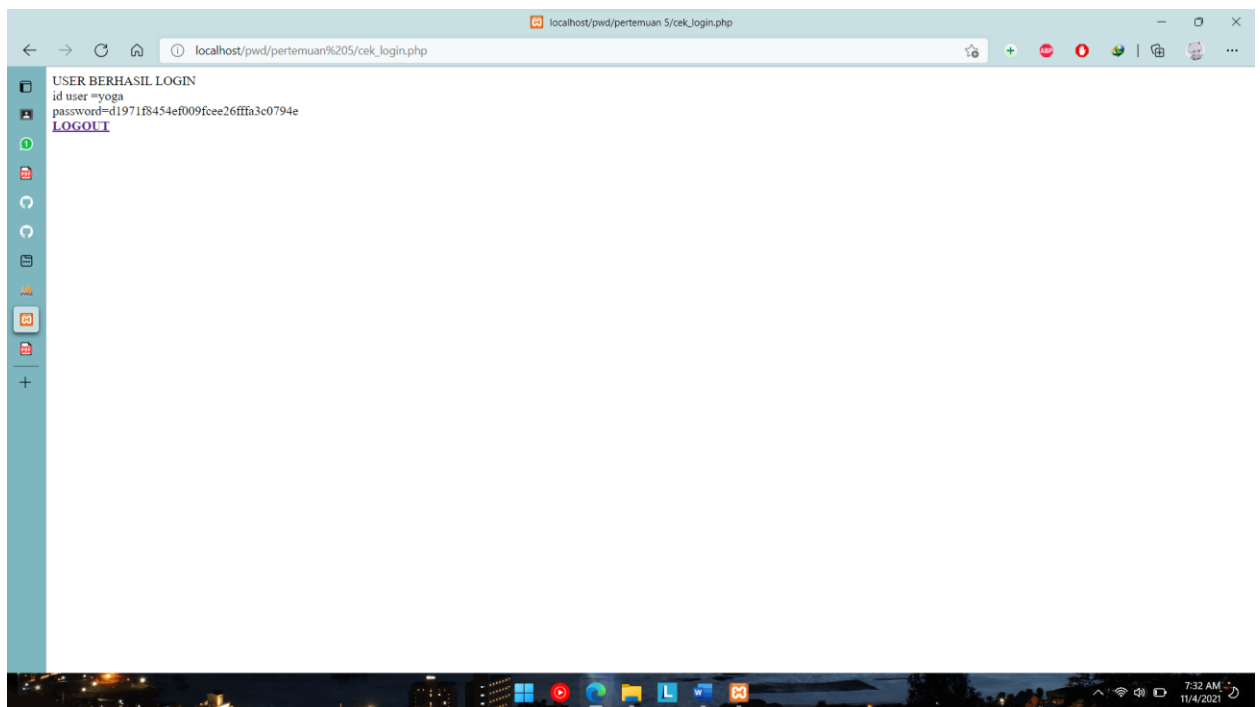 localhost/pwd/pertemuan 5/cek_login.php
localhost/pwd/pertemuan%205/cek_login.php
ABP
USER BERHASIL LOGIN
id user =yoga
password=d1971f8454ef009fcee26fffa3c0794e
LOGOUT
L
W
7:32 AM
11/4/2021